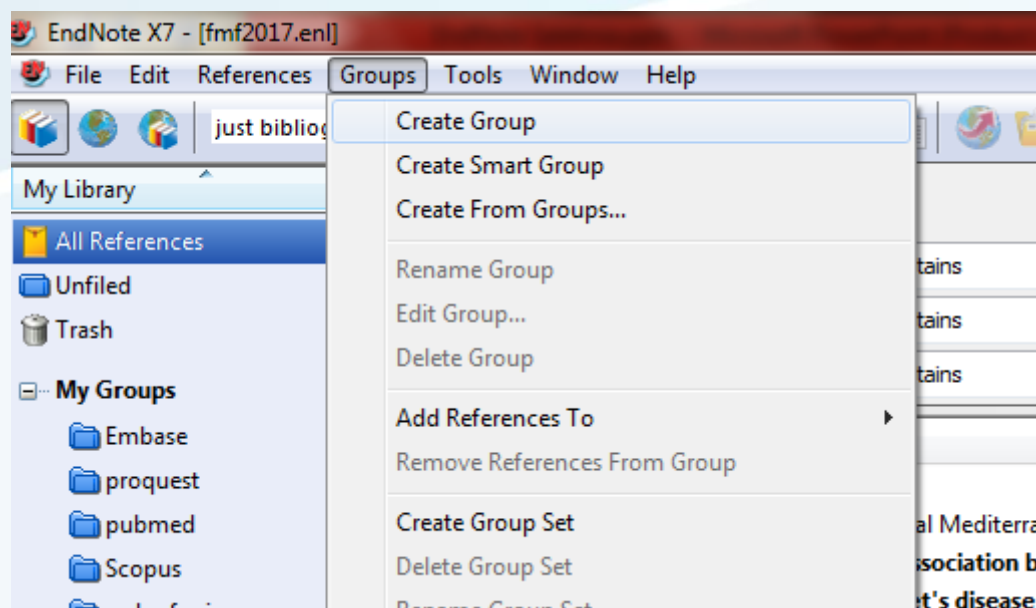 EndNote X7 - [fmf2017.enl]
File Edit References Groups Tools Window Help
just bibliog
My Library
All References
Unfiled
Trash
My Groups
Embase
proquest
pubmed
Scopus
Create Group
Create Smart Group
Create From Groups...
Rename Group
Edit Group...
Delete Group
Add References To
Remove References From Group
Create Group Set
Delete Group Set
Rename Group Set
tains
tains
tains
al Mediterra
ssociation b
t's disease